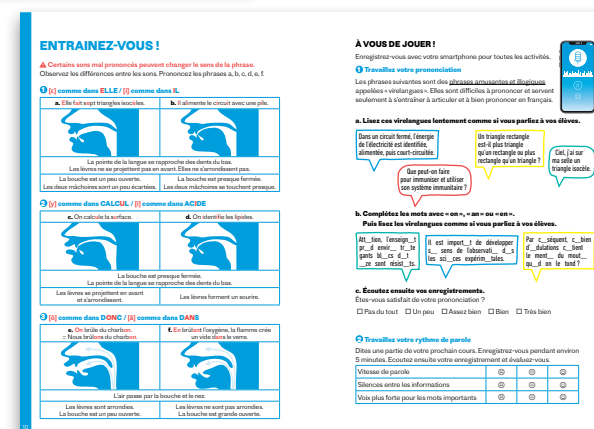 ENTRAINEZ-VOUS !
Certains sons mal prononcés peuvent changer le sens de la phrase.
Observez les différences entre les sons. Prononcez les phrases a, b, c, d, e, f.
1 [ε] comme dans ELLE / [i] comme dans IL
a. Elle fait sept triangles isocèles.
b. Il alimente le circuit avec une pile.
La pointe de la langue se rapproche des dents du bas.
Les lèvres ne se projettent pas en avant. Elles ne s'arrondissent pas.
La bouche est un peu ouverte.
Les deux mâchoires sont un peu écartées.
La bouche est presque fermée.
Les deux mâchoires se touchent presque.
2 [y] comme dans CALCUL / [i] comme dans ACIDE
c. On calcule la surface.
d. On identifie les lipides.
La bouche est presque fermée.
La pointe de la langue se rapproche des dents du bas.
Les lèvres se projettent en avant
et s'arrondissent.
Les lèvres forment un sourire.
3 [õ] comme dans DONC / [ã] comme dans DANS
e. On brûle du charbon.
= Nous brûlons du charbon.
f. En brûlant l'oxygène, la flamme crée
un vide dans le verre.
L'air passe par la bouche et le nez.
Les lèvres sont arrondies.
La bouche est un peu ouverte.
Les lèvres ne sont pas arrondies.
La bouche est grande ouverte.
À VOUS DE JOUER !
Enregistrez-vous avec votre smartphone pour toutes les activités.
1 Travaillez votre prononciation
Les phrases suivantes sont des phrases amusantes et illogiques
appelées « virelangues ». Elles sont difficiles à prononcer et servent
seulement à s'entraîner à articuler et à bien prononcer en français.
a. Lisez ces virelangues lentement comme si vous parliez à vos élèves.
Dans un circuit fermé, l'énergie
de l'électricité est identifiée,
alimentée, puis court-circuitée.
Que peut-on faire
pour immuniser et utiliser
son système immunitaire ?
Un triangle rectangle
est-il plus triangle
qu'un rectangle ou plus
rectangle qu'un triangle ?
Ciel, j'ai sur
ma selle un
triangle isocèle.
b. Complétez les mots avec « on », « an » ou « en ».
Puis lisez les virelangues comme si vous parliez à vos élèves.
Att__tion, l'enseign__t
pr__d envir__ tr__te
gants bl__cs d__t
__ze sont résist__ts.
Il est import__t de développer
s__ sens de l'observati__ d__s
les sci__ces expérim__tales.
Par c__séquent, c__bien
d'__dulations c__tient
le ment__ du mout__
qu__d on le tond ?
c. Écoutez ensuite vos enregistrements.
Êtes-vous satisfait de votre prononciation ?
☐ Pas du tout ☐ Un peu ☐ Assez bien ☐ Bien ☐ Très bien
2 Travaillez votre rythme de parole
Dites une partie de votre prochain cours. Enregistrez-vous pendant environ
5 minutes. Ecoutez ensuite votre enregistrement et évaluez-vous.
Vitesse de parole
Silences entre les informations
Voix plus forte pour les mots importants